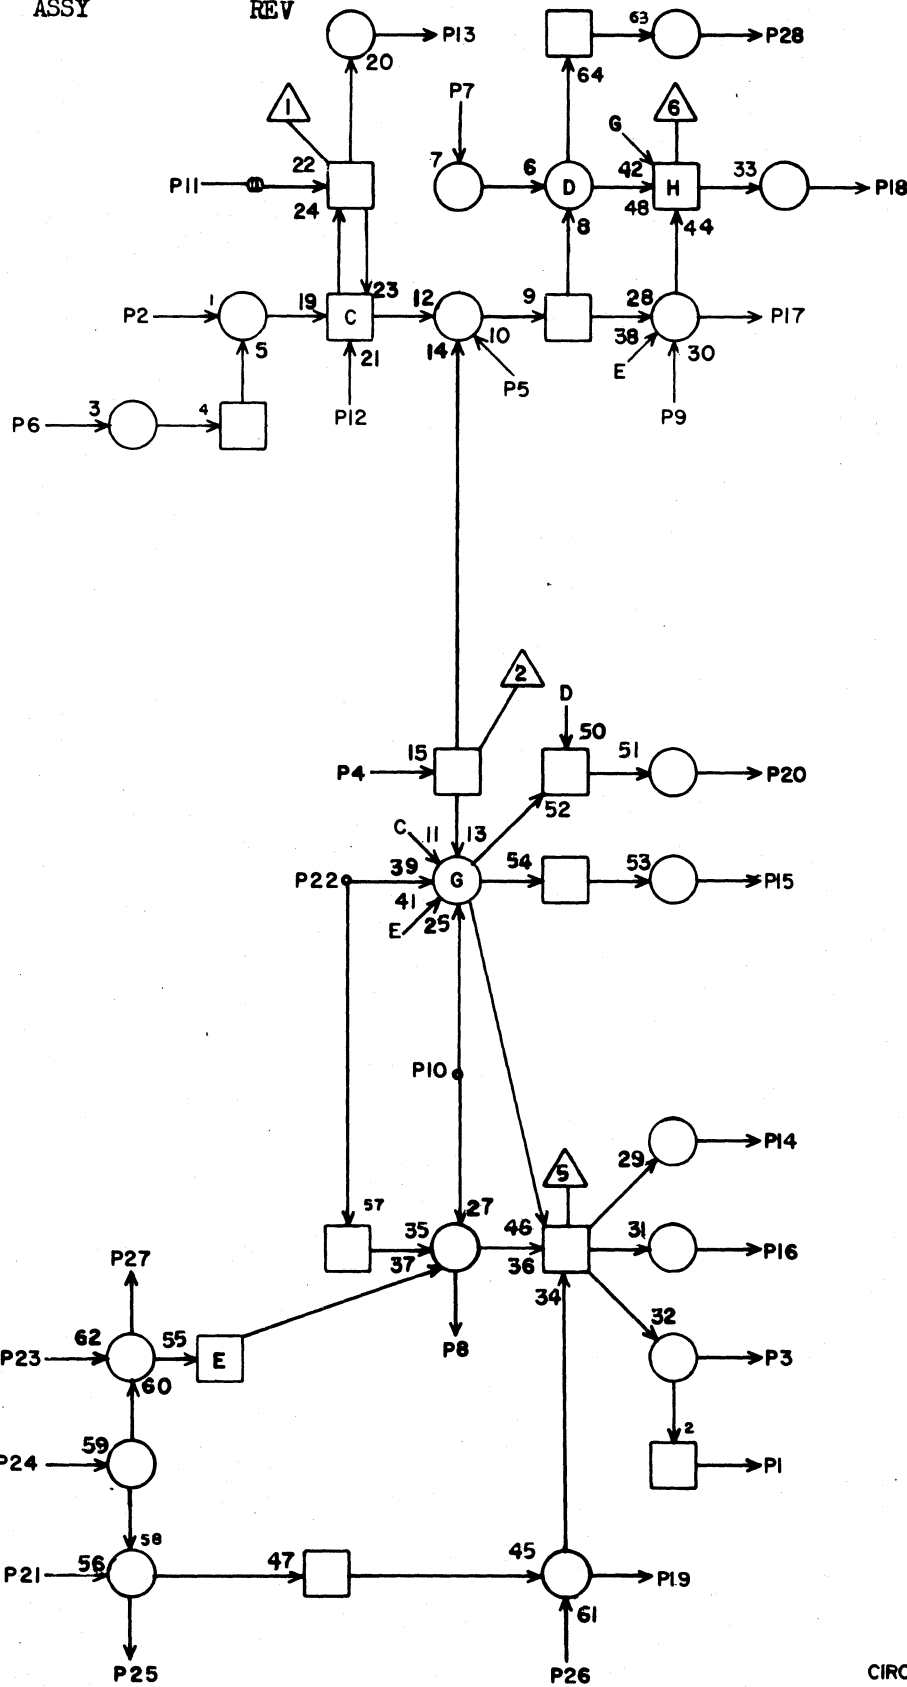 ASSY REV
20 P13
63 P28
64
1
P7
6
G
P11 22
24
7
6 D
8
42 H
48
33 P18
44
P2 1
5
19 C
23
21
12
14
10
9
28
38
30
P17
P5
E
P6 3
4
P12
P9
2
D
50
P4 15
51 P20
52
C 11 13
P22 39 G
54 53 P15
41
E 25
P10
P14
29
5
57
27
35
37
46
36
34
31 P16
P27
32
P23 62
55 E
60
P8
P3
2
P24 59
P1
58
P21 56
47
45
P19
61
P25
P26
CIRC